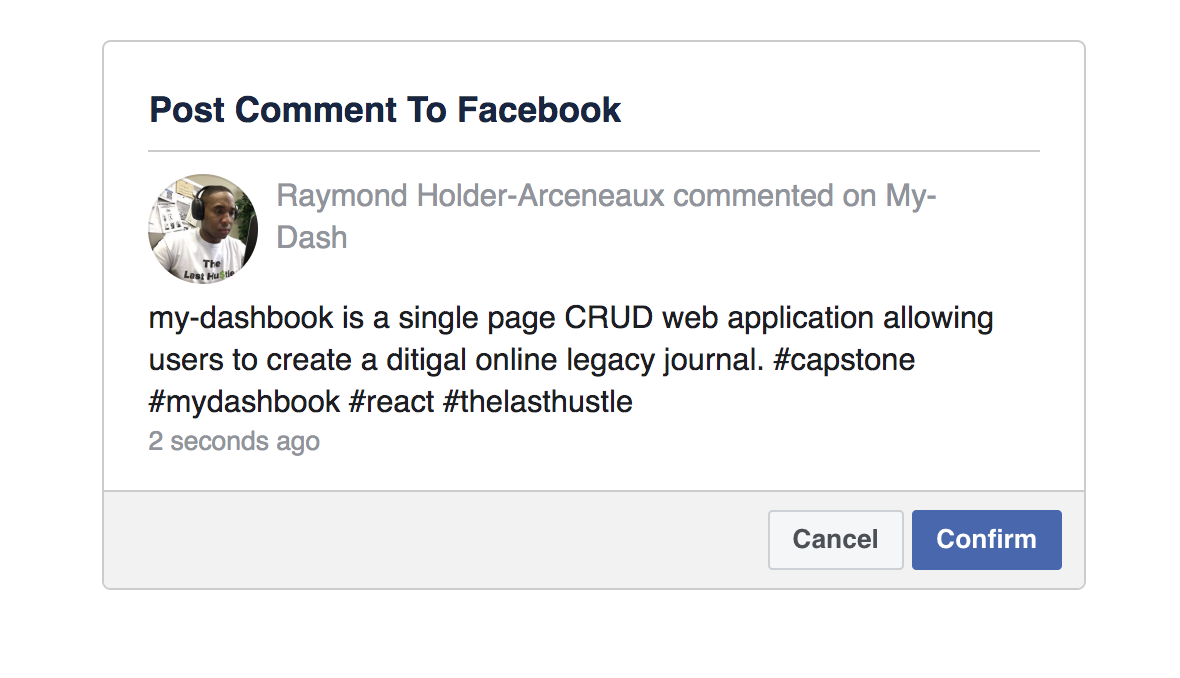 Post Comment To Facebook
Raymond Holder-Arceneaux commented on My-
Dash
The
Last Hu$tle
my-dashbook is a single page CRUD web application allowing
users to create a ditigal online legacy journal. #capstone
#mydashbook #react #thelasthustle
2 seconds ago
Cancel
Confirm